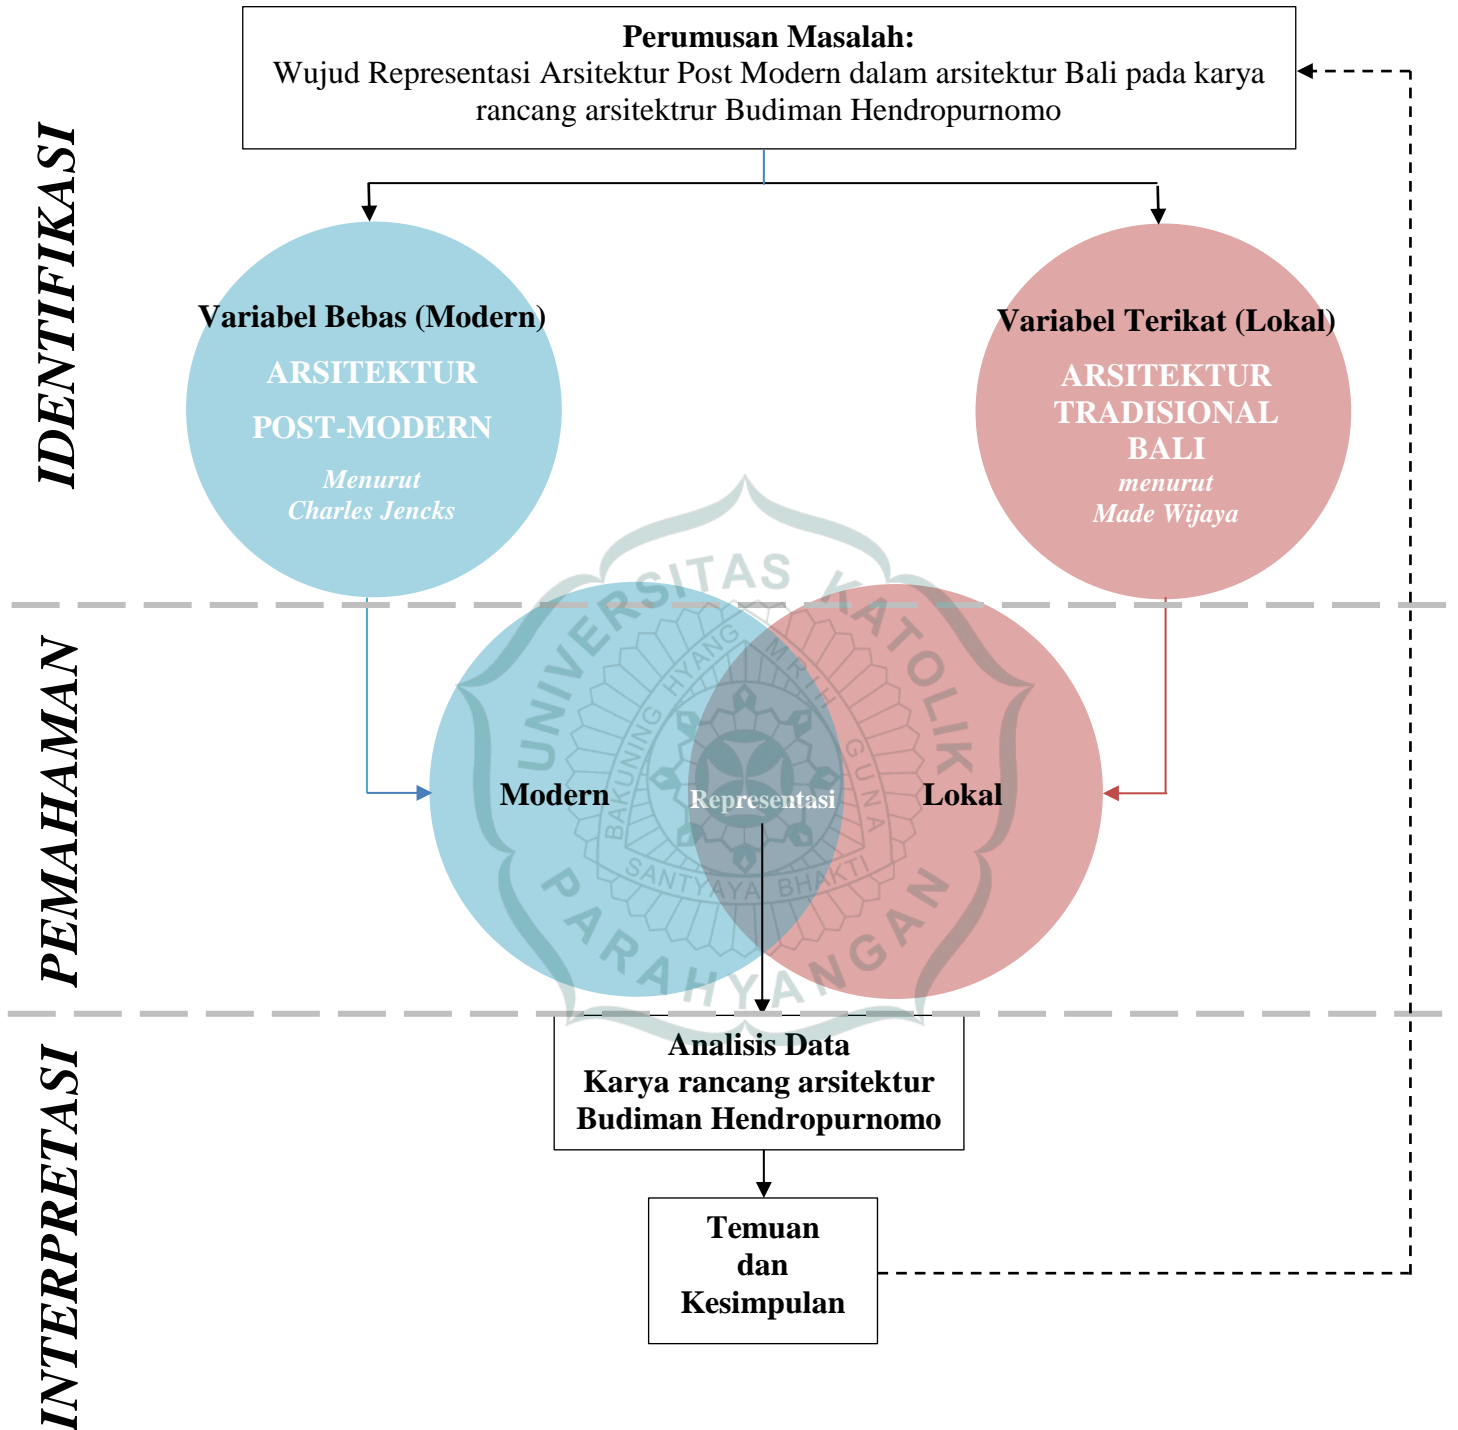 Perumusan Masalah:
Wujud Representasi Arsitektur Post Modern dalam arsitektur Bali pada karya
rancang arsitektrur Budiman Hendropurnomo
IDENTIFIKASI
Variabel Bebas (Modern)
ARSITEKTUR
POST-MODERN
Menurut
Charles Jencks
Variabel Terikat (Lokal)
ARSITEKTUR
TRADISIONAL
BALI
menurut
Made Wijaya
PEMAHAMAN
UNIVERSITAS KATOLIK
PARAHYANGAN
BAKUNING HYANG MRIH GUNA
SANTYAYA BHAKTI
Modern
Representasi
Lokal
INTERPRETASI
Analisis Data
Karya rancang arsitektur
Budiman Hendropurnomo
Temuan
dan
Kesimpulan